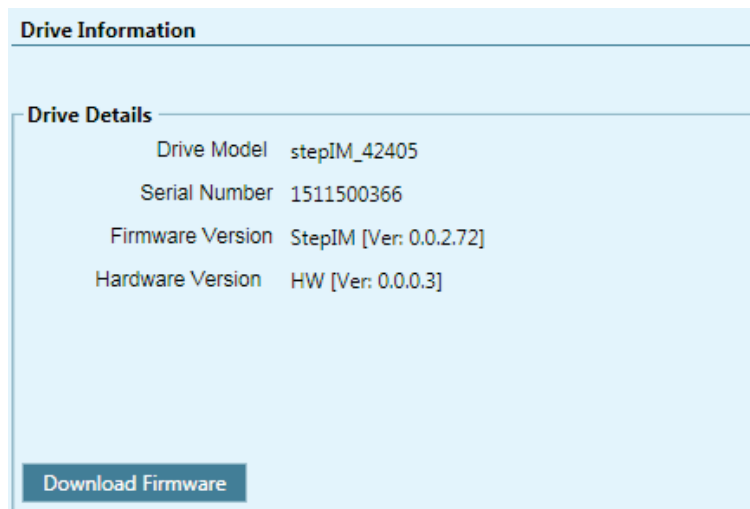 Drive Information
Drive Details
Drive Model stepIM_42405
Serial Number 1511500366
Firmware Version StepIM [Ver: 0.0.2.72]
Hardware Version HW [Ver: 0.0.0.3]
Download Firmware